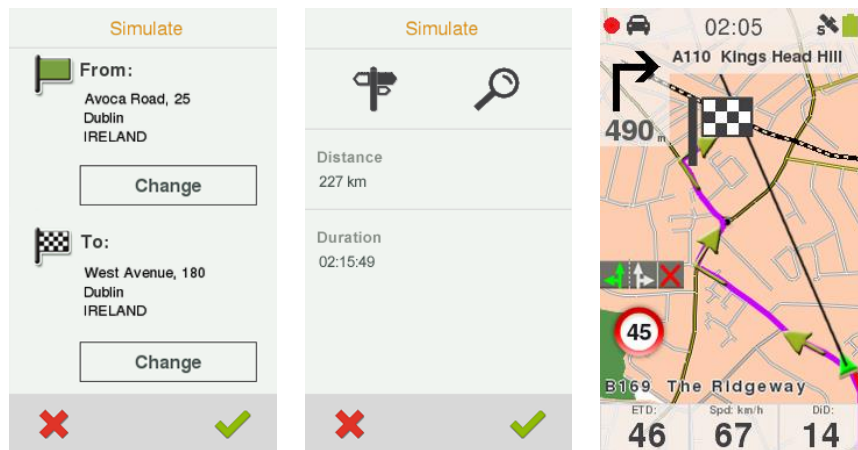 Simulate
From:
Avoca Road, 25
Dublin
IRELAND
Change
To:
West Avenue, 180
Dublin
IRELAND
Change
Simulate
Distance
227 km
Duration
02:15:49
02:05
S
A110 Kings Head Hill
490 m
45
B169 The Ridgeway
ETD: Spd: km/h DiD:
46 67 14